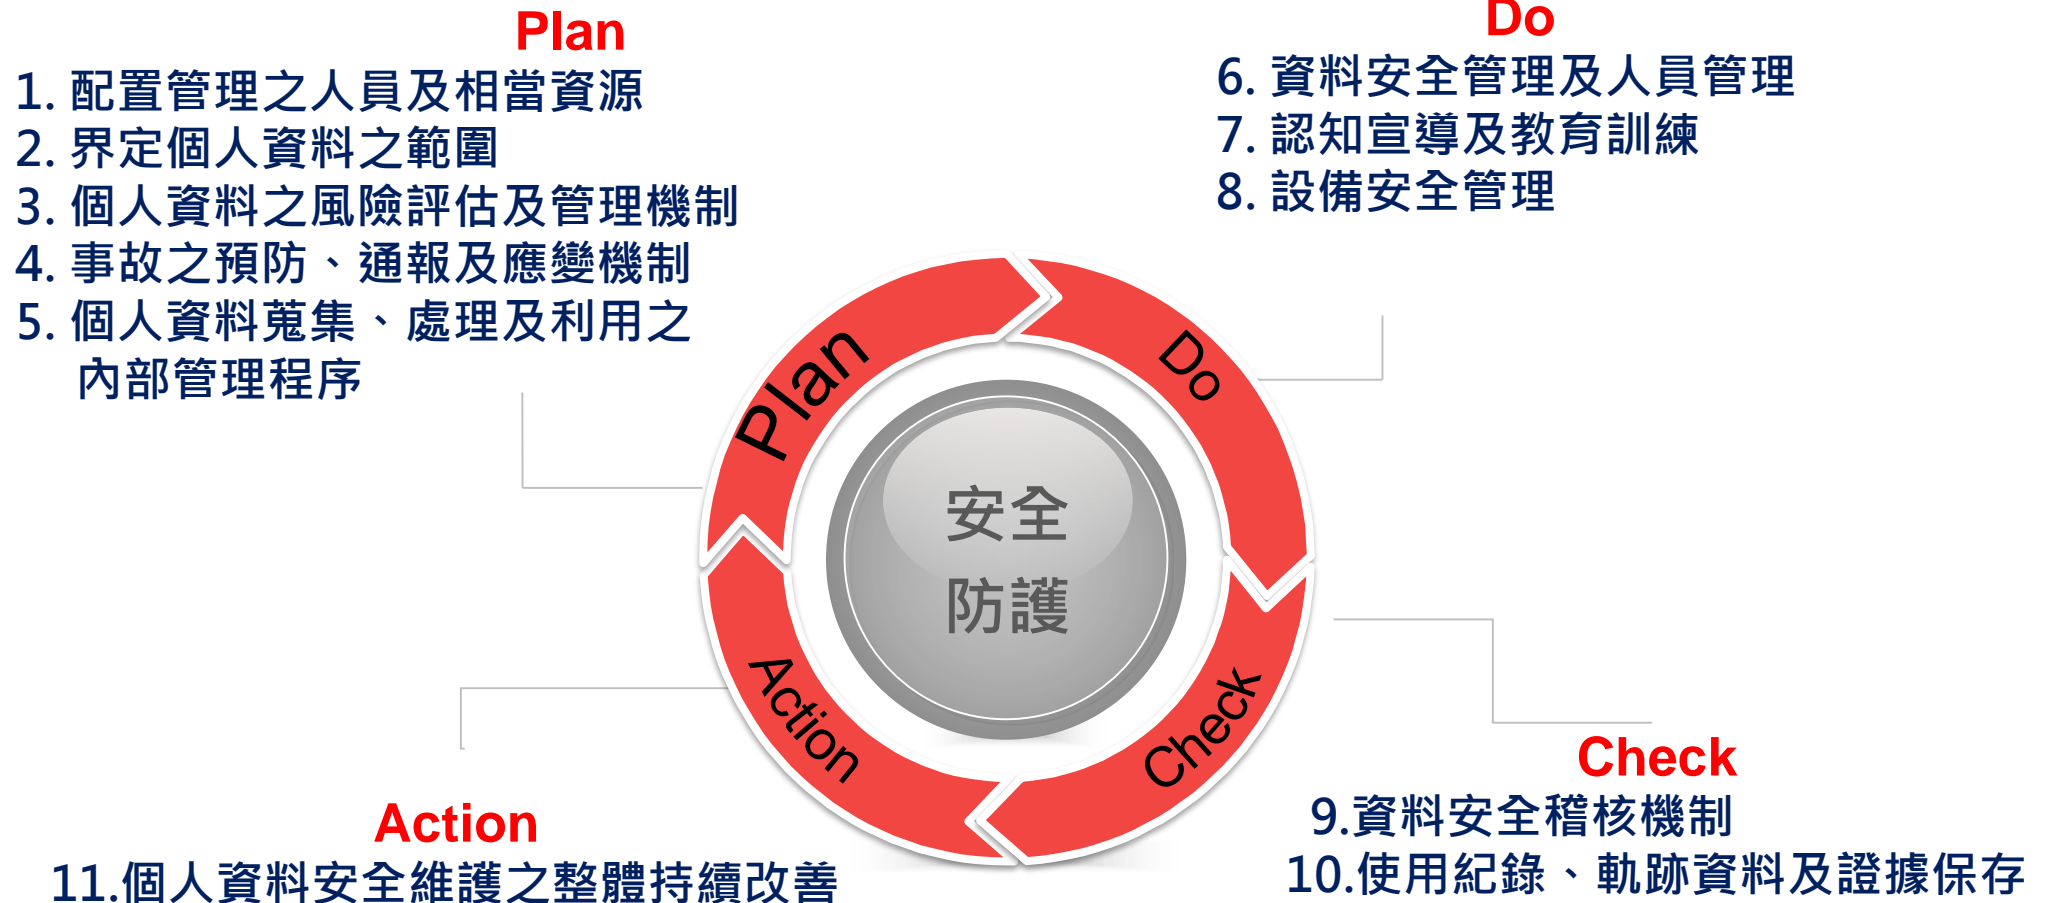 Plan
1. 配置管理之人員及相當資源
2. 界定個人資料之範圍
3. 個人資料之風險評估及管理機制
4. 事故之預防、通報及應變機制
5. 個人資料蒐集、處理及利用之
內部管理程序
Do
6. 資料安全管理及人員管理
7. 認知宣導及教育訓練
8. 設備安全管理
Plan
Do
安全
防護
Action
Check
Check
9.資料安全稽核機制
10.使用紀錄、軌跡資料及證據保存
Action
11.個人資料安全維護之整體持續改善